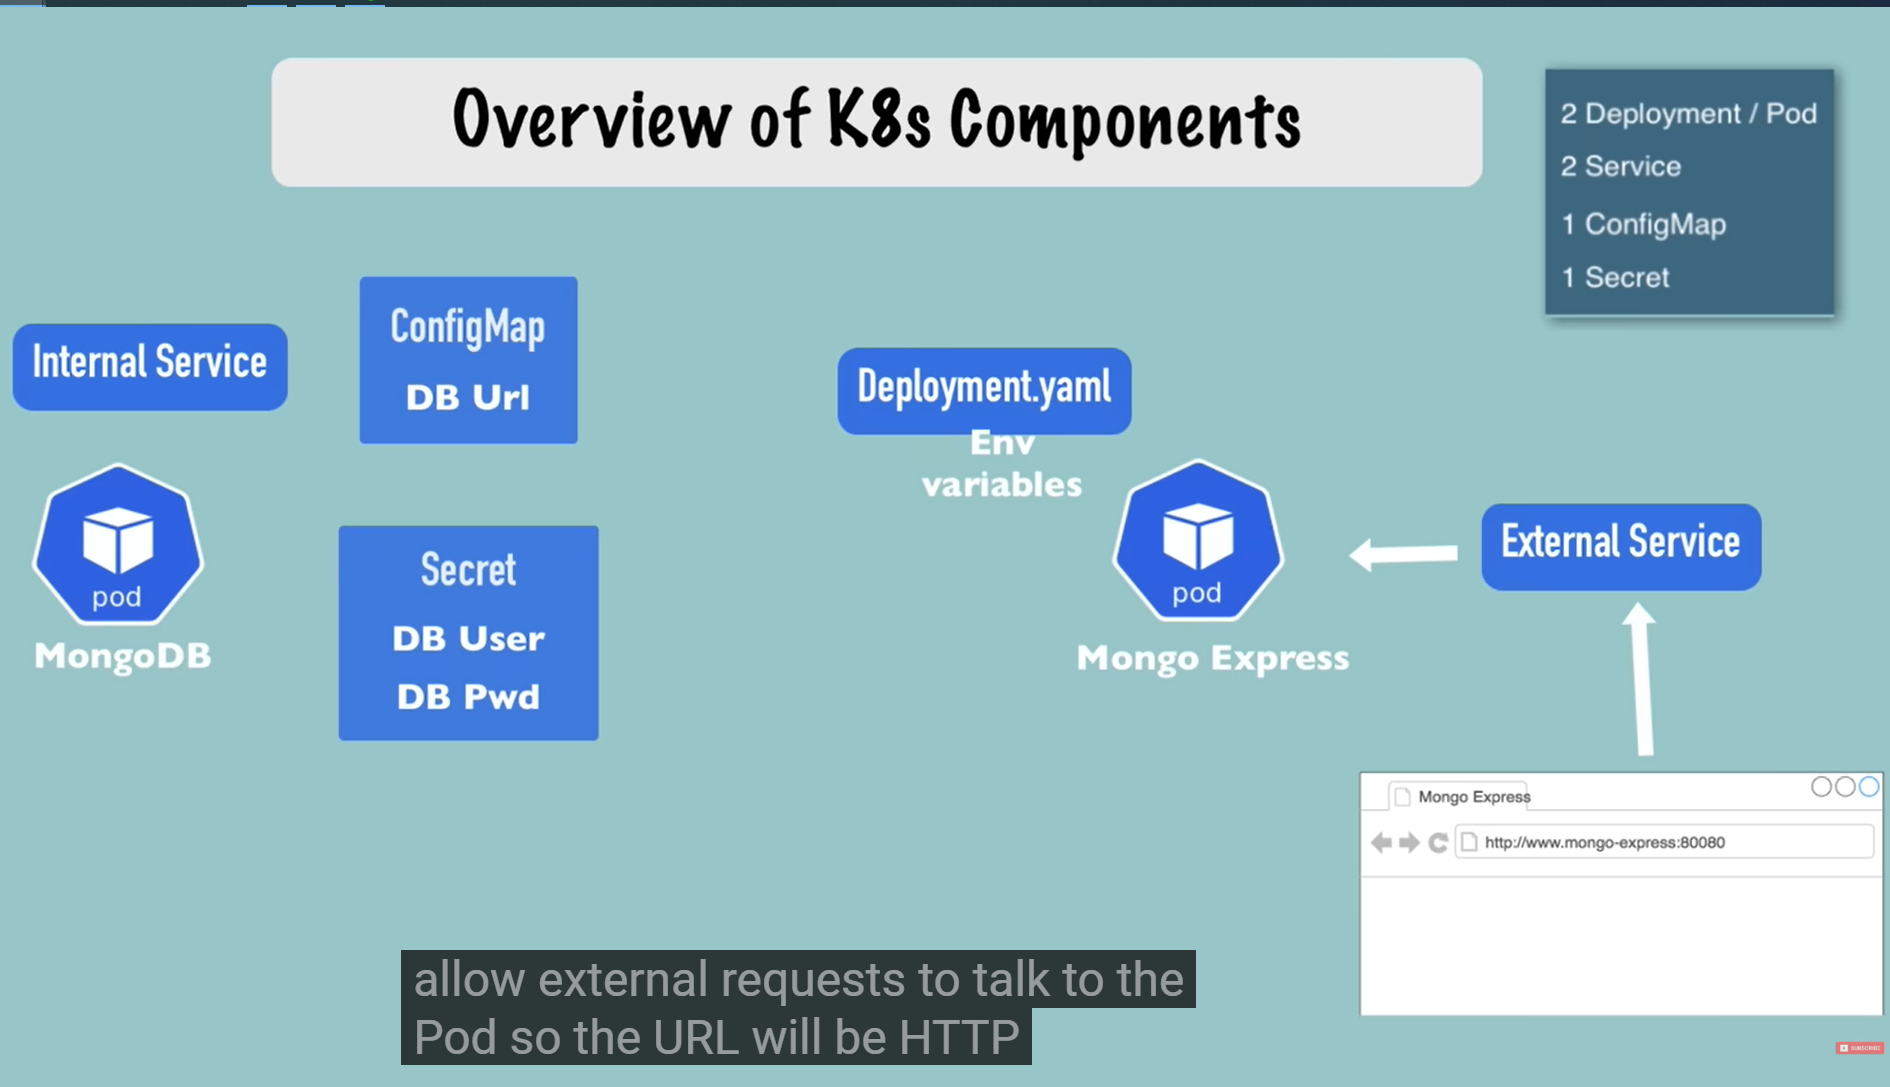 Overview of K8s Components
2 Deployment / Pod
2 Service
1 ConfigMap
1 Secret
Internal Service
ConfigMap
DB Url
Deployment.yaml
Env
variables
pod
MongoDB
Secret
DB User
DB Pwd
pod
Mongo Express
External Service
Mongo Express
http://www.mongo-express:80080
allow external requests to talk to the
Pod so the URL will be HTTP
SUBSCRIBE